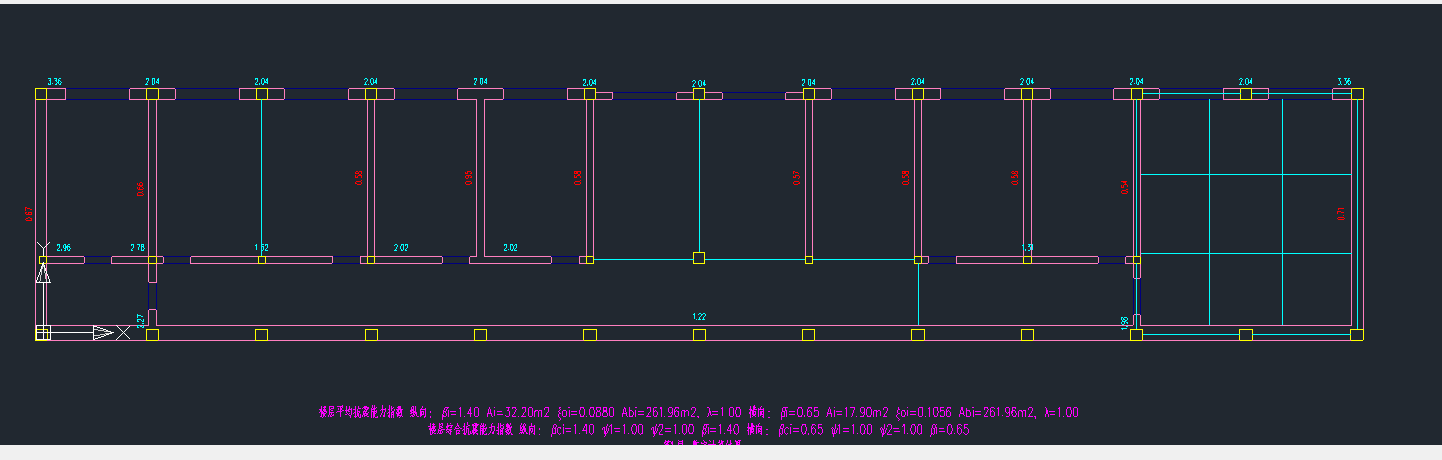 3.36 2.04 2.04 2.04 2.04 2.04 2.04 2.04 2.04 2.04 2.04 2.04 3.36
0.87 0.66 0.58 0.95 0.58 0.57 0.58 0.58 0.54 0.71
2.96 2.78 1.52 2.02 2.02 1.31
Y
2.27 1.22 1.96
X
楼层平均抗震能力指数 纵向: βi=1.40 Ai=32.20m2 ξoi=0.0880 Abi=261.96m2, λ=1.00 横向: βi=0.65 Ai=17.90m2 ξoi=0.1056 Abi=261.96m2, λ=1.00
楼层综合抗震能力指数 纵向: βci=1.40 ψ1=1.00 ψ2=1.00 βi=1.40 横向: βci=0.65 ψ1=1.00 ψ2=1.00 βi=0.65